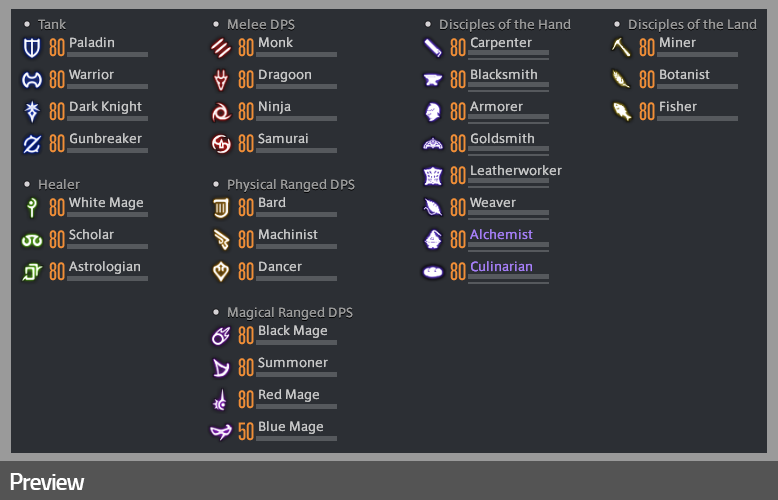 Tank
80 Paladin
80 Warrior
80 Dark Knight
80 Gunbreaker
Healer
80 White Mage
80 Scholar
80 Astrologian
Melee DPS
80 Monk
80 Dragoon
80 Ninja
80 Samurai
Physical Ranged DPS
80 Bard
80 Machinist
80 Dancer
Magical Ranged DPS
80 Black Mage
80 Summoner
80 Red Mage
50 Blue Mage
Disciples of the Hand
80 Carpenter
80 Blacksmith
80 Armorer
80 Goldsmith
80 Leatherworker
80 Weaver
80 Alchemist
80 Culinarian
Disciples of the Land
80 Miner
80 Botanist
80 Fisher
Preview